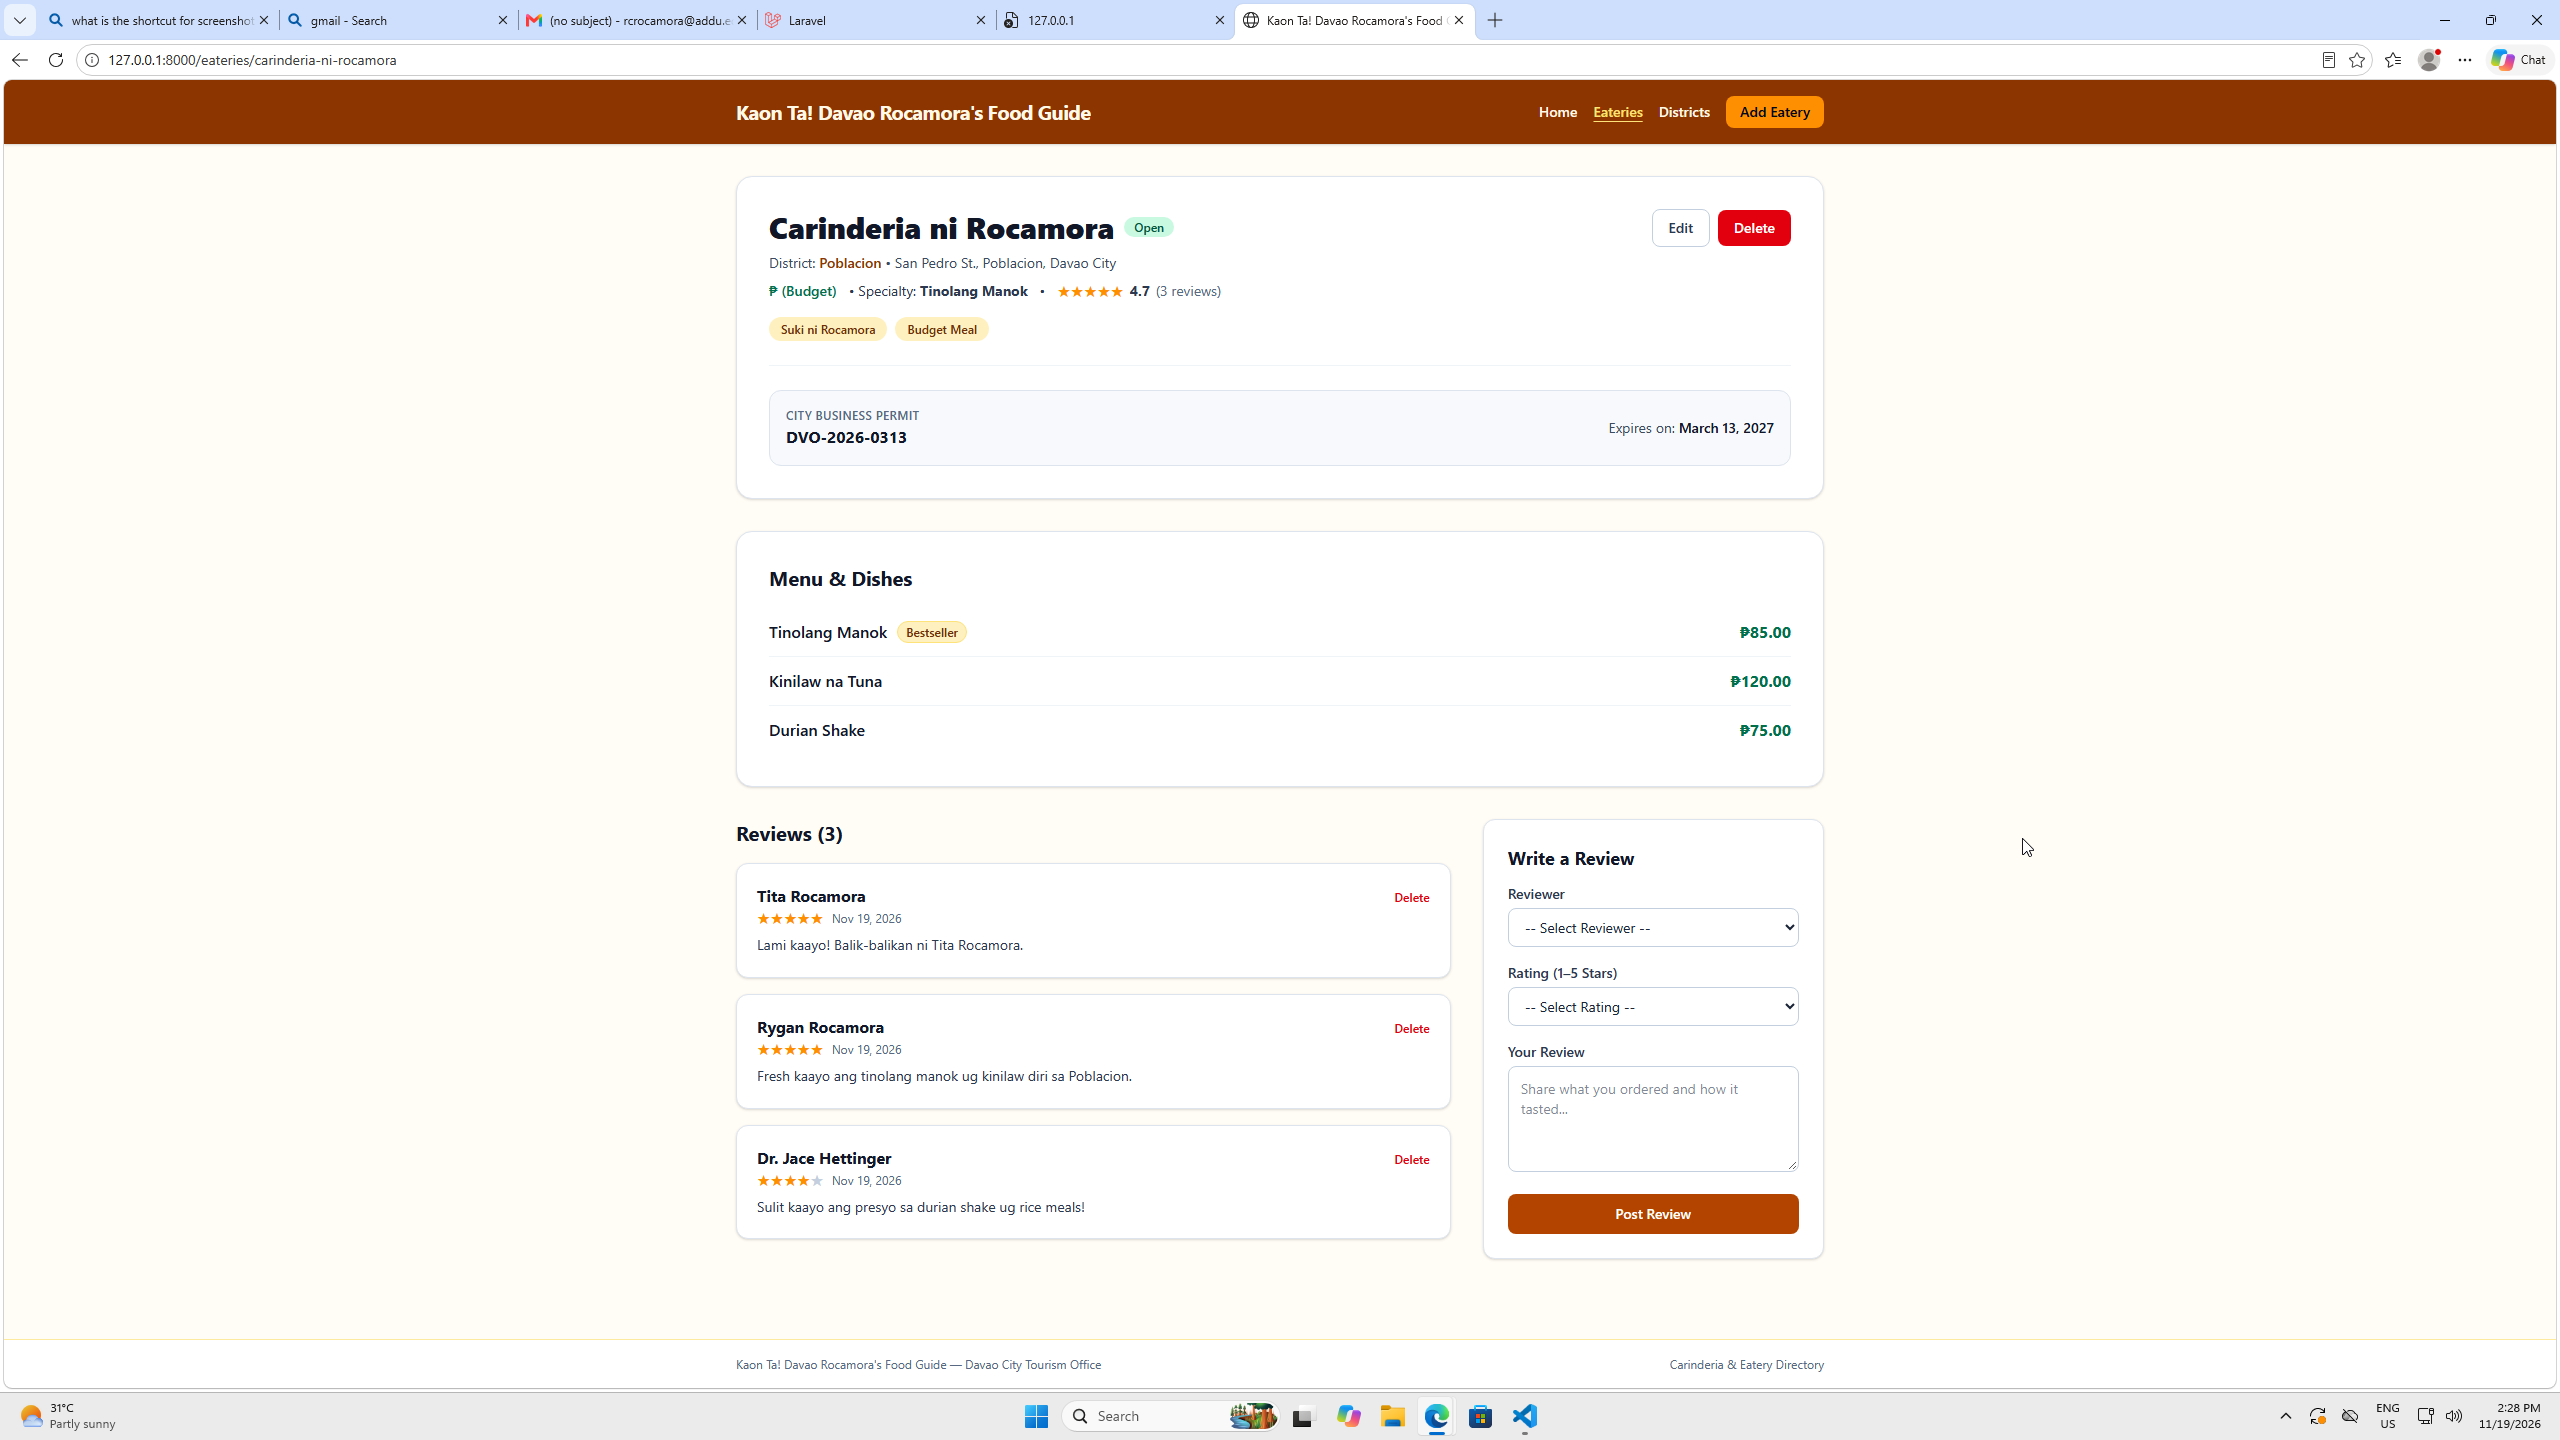 what is the shortcut for screenshot
gmail - Search
(no subject) - rcrocamora@addu.e
Laravel
127.0.0.1
Kaon Ta! Davao Rocamora's Food
127.0.0.1:8000/eateries/carinderia-ni-rocamora
Chat
Kaon Ta! Davao Rocamora's Food Guide
Home Eateries Districts Add Eatery
Carinderia ni Rocamora Open
Edit Delete
District: Poblacion • San Pedro St., Poblacion, Davao City
₱ (Budget) • Specialty: Tinolang Manok • ★★★★★ 4.7 (3 reviews)
Suki ni Rocamora Budget Meal
CITY BUSINESS PERMIT
DVO-2026-0313
Expires on: March 13, 2027
Menu & Dishes
Tinolang Manok Bestseller ₱85.00
Kinilaw na Tuna ₱120.00
Durian Shake ₱75.00
Reviews (3)
Tita Rocamora Delete
★★★★★ Nov 19, 2026
Lami kaayo! Balik-balikan ni Tita Rocamora.
Rygan Rocamora Delete
★★★★★ Nov 19, 2026
Fresh kaayo ang tinolang manok ug kinilaw diri sa Poblacion.
Dr. Jace Hettinger Delete
★★★★★ Nov 19, 2026
Sulit kaayo ang presyo sa durian shake ug rice meals!
Write a Review
Reviewer
-- Select Reviewer --
Rating (1–5 Stars)
-- Select Rating --
Your Review
Share what you ordered and how it
tasted...
Post Review
Kaon Ta! Davao Rocamora's Food Guide — Davao City Tourism Office
Carinderia & Eatery Directory
31°C
Partly sunny
Search
ENG
US
2:28 PM
11/19/2026